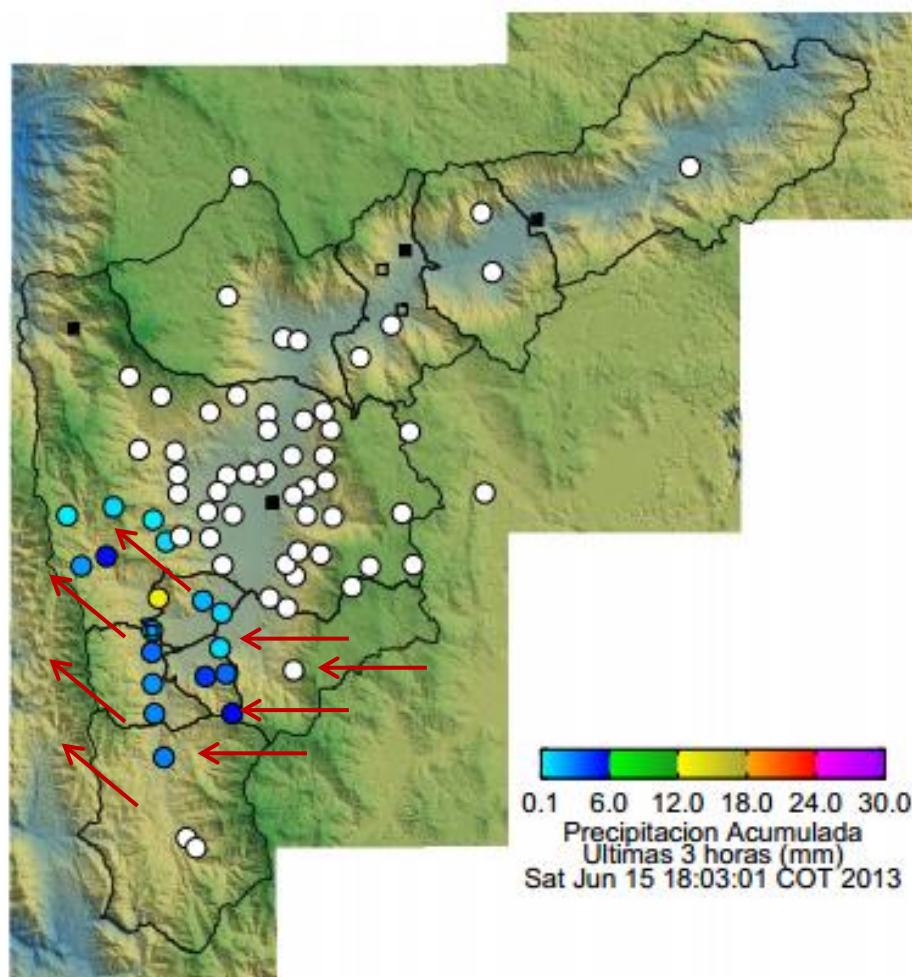 0.1 6.0 12.0 18.0 24.0 30.0
Precipitacion Acumulada
Ultimas 3 horas (mm)
Sat Jun 15 18:03:01 COT 2013